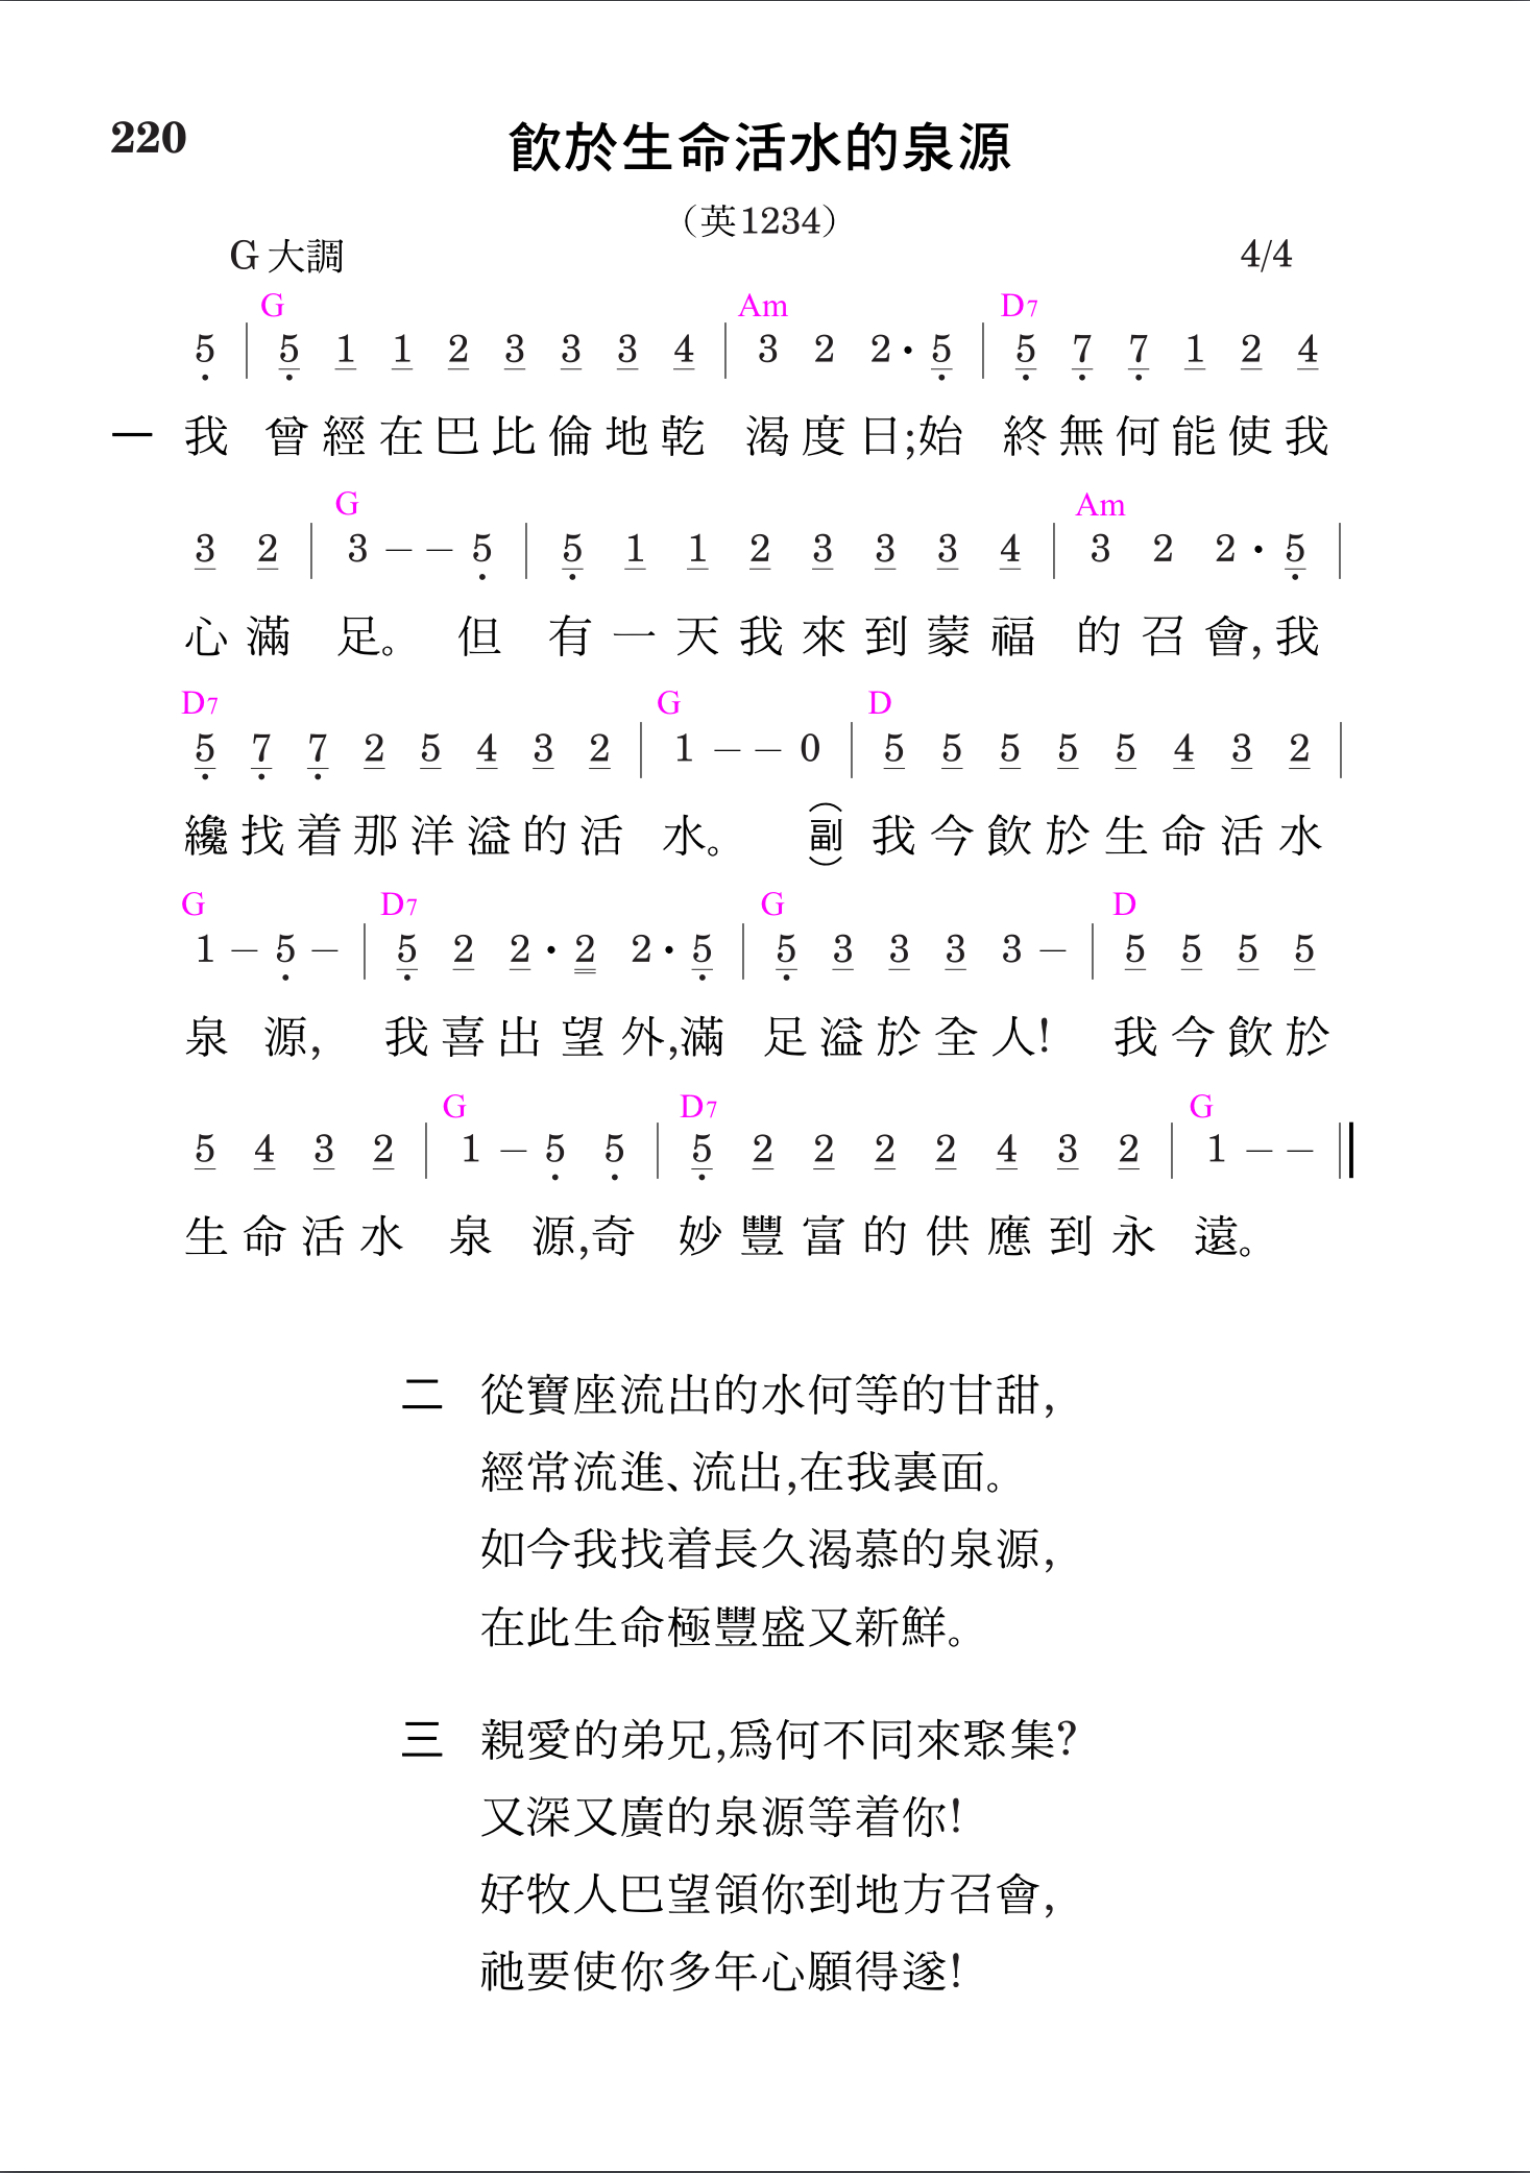 220
飲於生命活水的泉源
（英1234）
G 大調 4/4
G Am D7
5 | 5 1 1 2 3 3 3 4 | 3 2 2 • 5 | 5 7 7 1 2 4
一 我 曾 經 在 巴 比 倫 地 乾 渴 度 日;始 終 無 何 能 使 我
G Am
3 2 | 3 – – 5 | 5 1 1 2 3 3 3 4 | 3 2 2 • 5 |
心 滿 足。 但 有 一 天 我 來 到 蒙 福 的 召 會, 我
D7 G D
5 7 7 2 5 4 3 2 | 1 – – 0 | 5 5 5 5 5 4 3 2 |
纔 找 着 那 洋 溢 的 活 水。 （副） 我 今 飲 於 生 命 活 水
G D7 G D
1 – 5 – | 5 2 2 • 2 2 • 5 | 5 3 3 3 3 – | 5 5 5 5
泉 源, 我 喜 出 望 外,滿 足 溢 於 全 人! 我 今 飲 於
G D7 G
5 4 3 2 | 1 – 5 5 | 5 2 2 2 2 4 3 2 | 1 – – ‖
生 命 活 水 泉 源,奇 妙 豐 富 的 供 應 到 永 遠。
二 從寶座流出的水何等的甘甜,
經常流進、流出,在我裏面。
如今我找着長久渴慕的泉源,
在此生命極豐盛又新鮮。
三 親愛的弟兄,爲何不同來聚集?
又深又廣的泉源等着你!
好牧人巴望領你到地方召會,
祂要使你多年心願得遂!